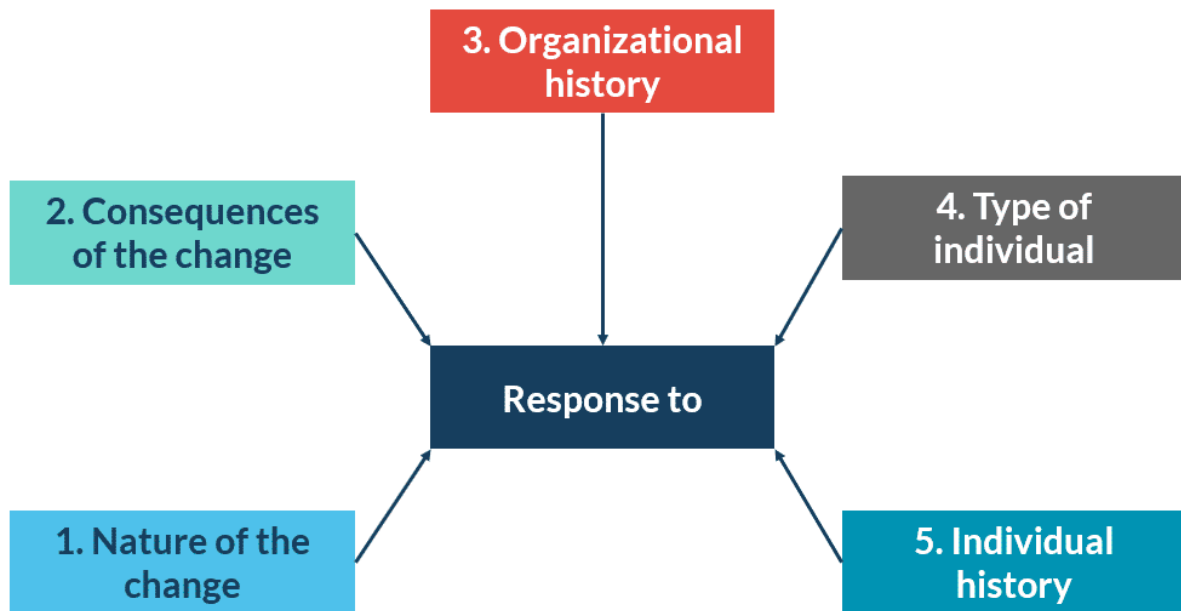 3. Organizational
history
2. Consequences
of the change
4. Type of
individual
Response to
1. Nature of the
change
5. Individual
history